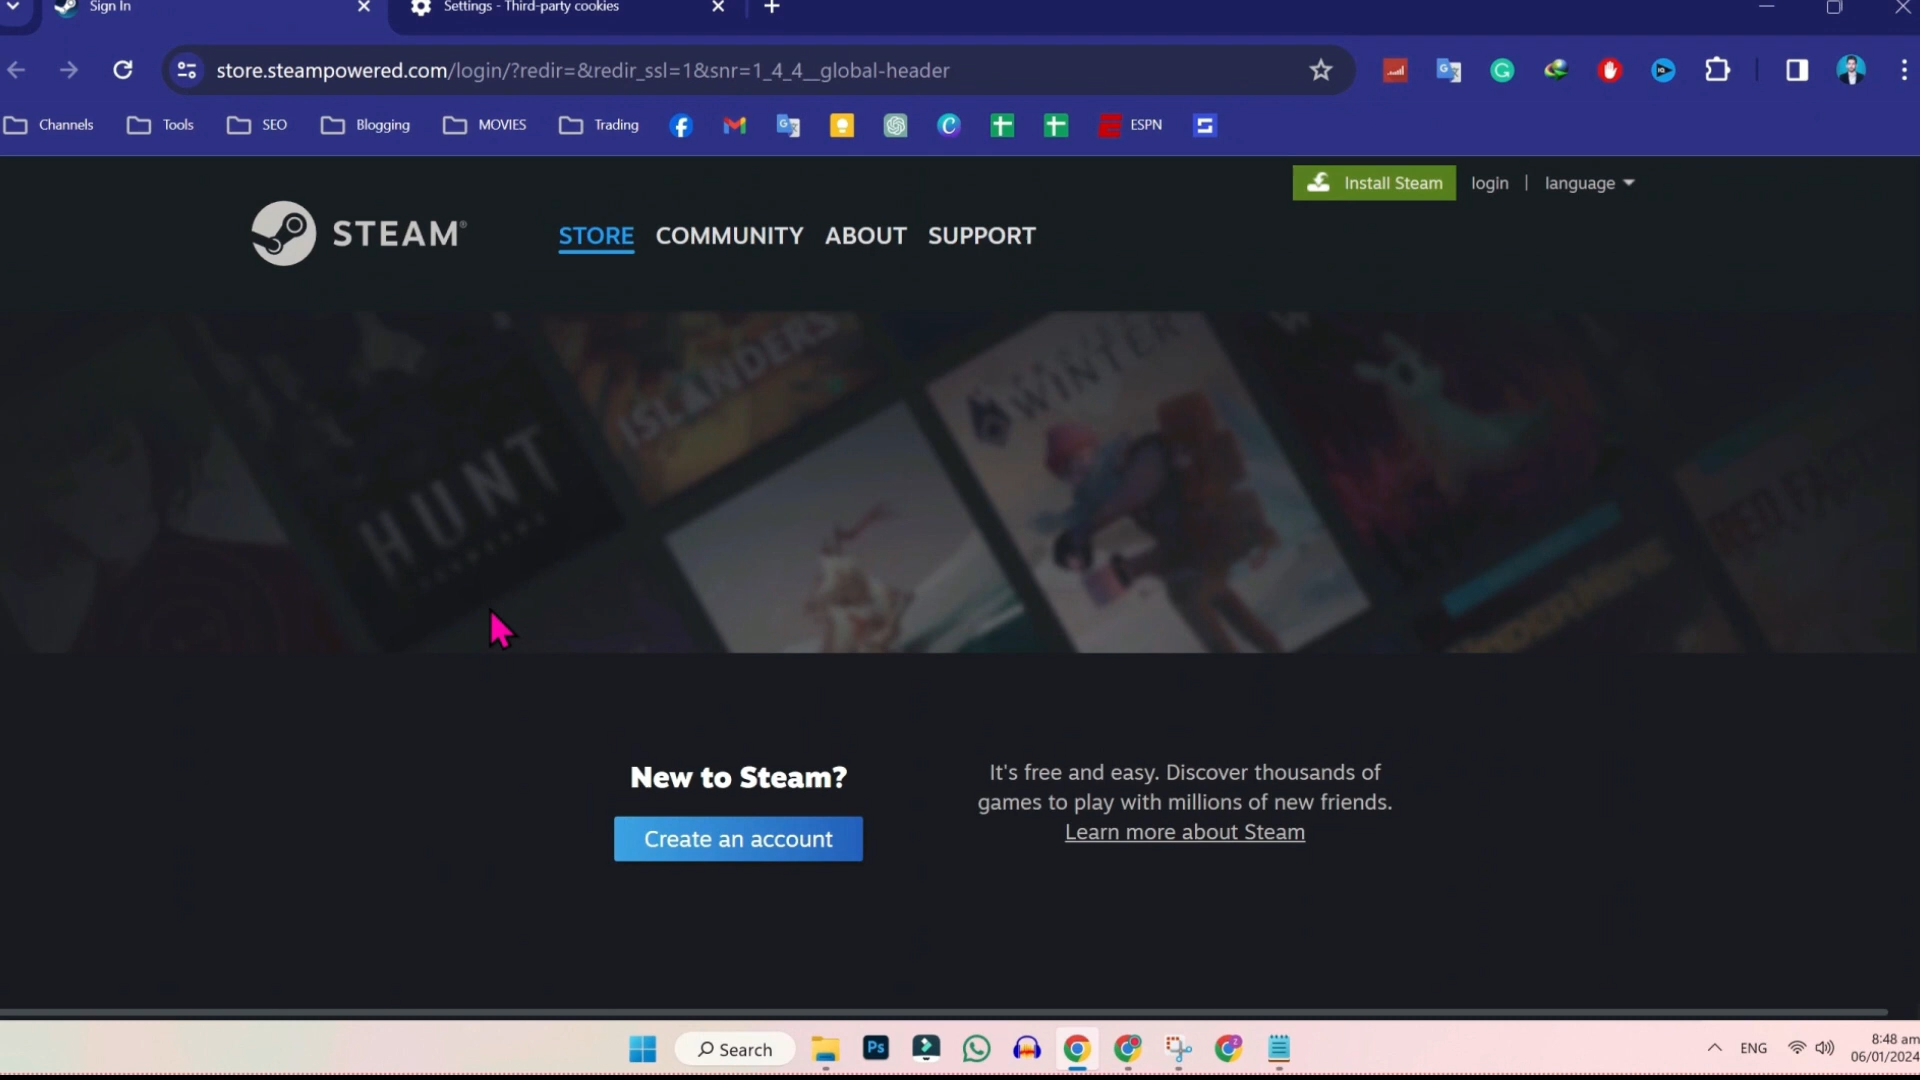 Sign In
Settings - Third-party cookies
store.steampowered.com/login/?redir=&redir_ssl=1&snr=1_4_4__global-header
Channels
Tools
SEO
Blogging
MOVIES
Trading
ESPN
Install Steam
login
|
language
STEAM®
STORE
COMMUNITY
ABOUT
SUPPORT
ISLANDERS
WINTER
HUNT
New to Steam?
Create an account
It's free and easy. Discover thousands of
games to play with millions of new friends.
Learn more about Steam
Search
Ps
ENG
8:48 am
06/01/2024